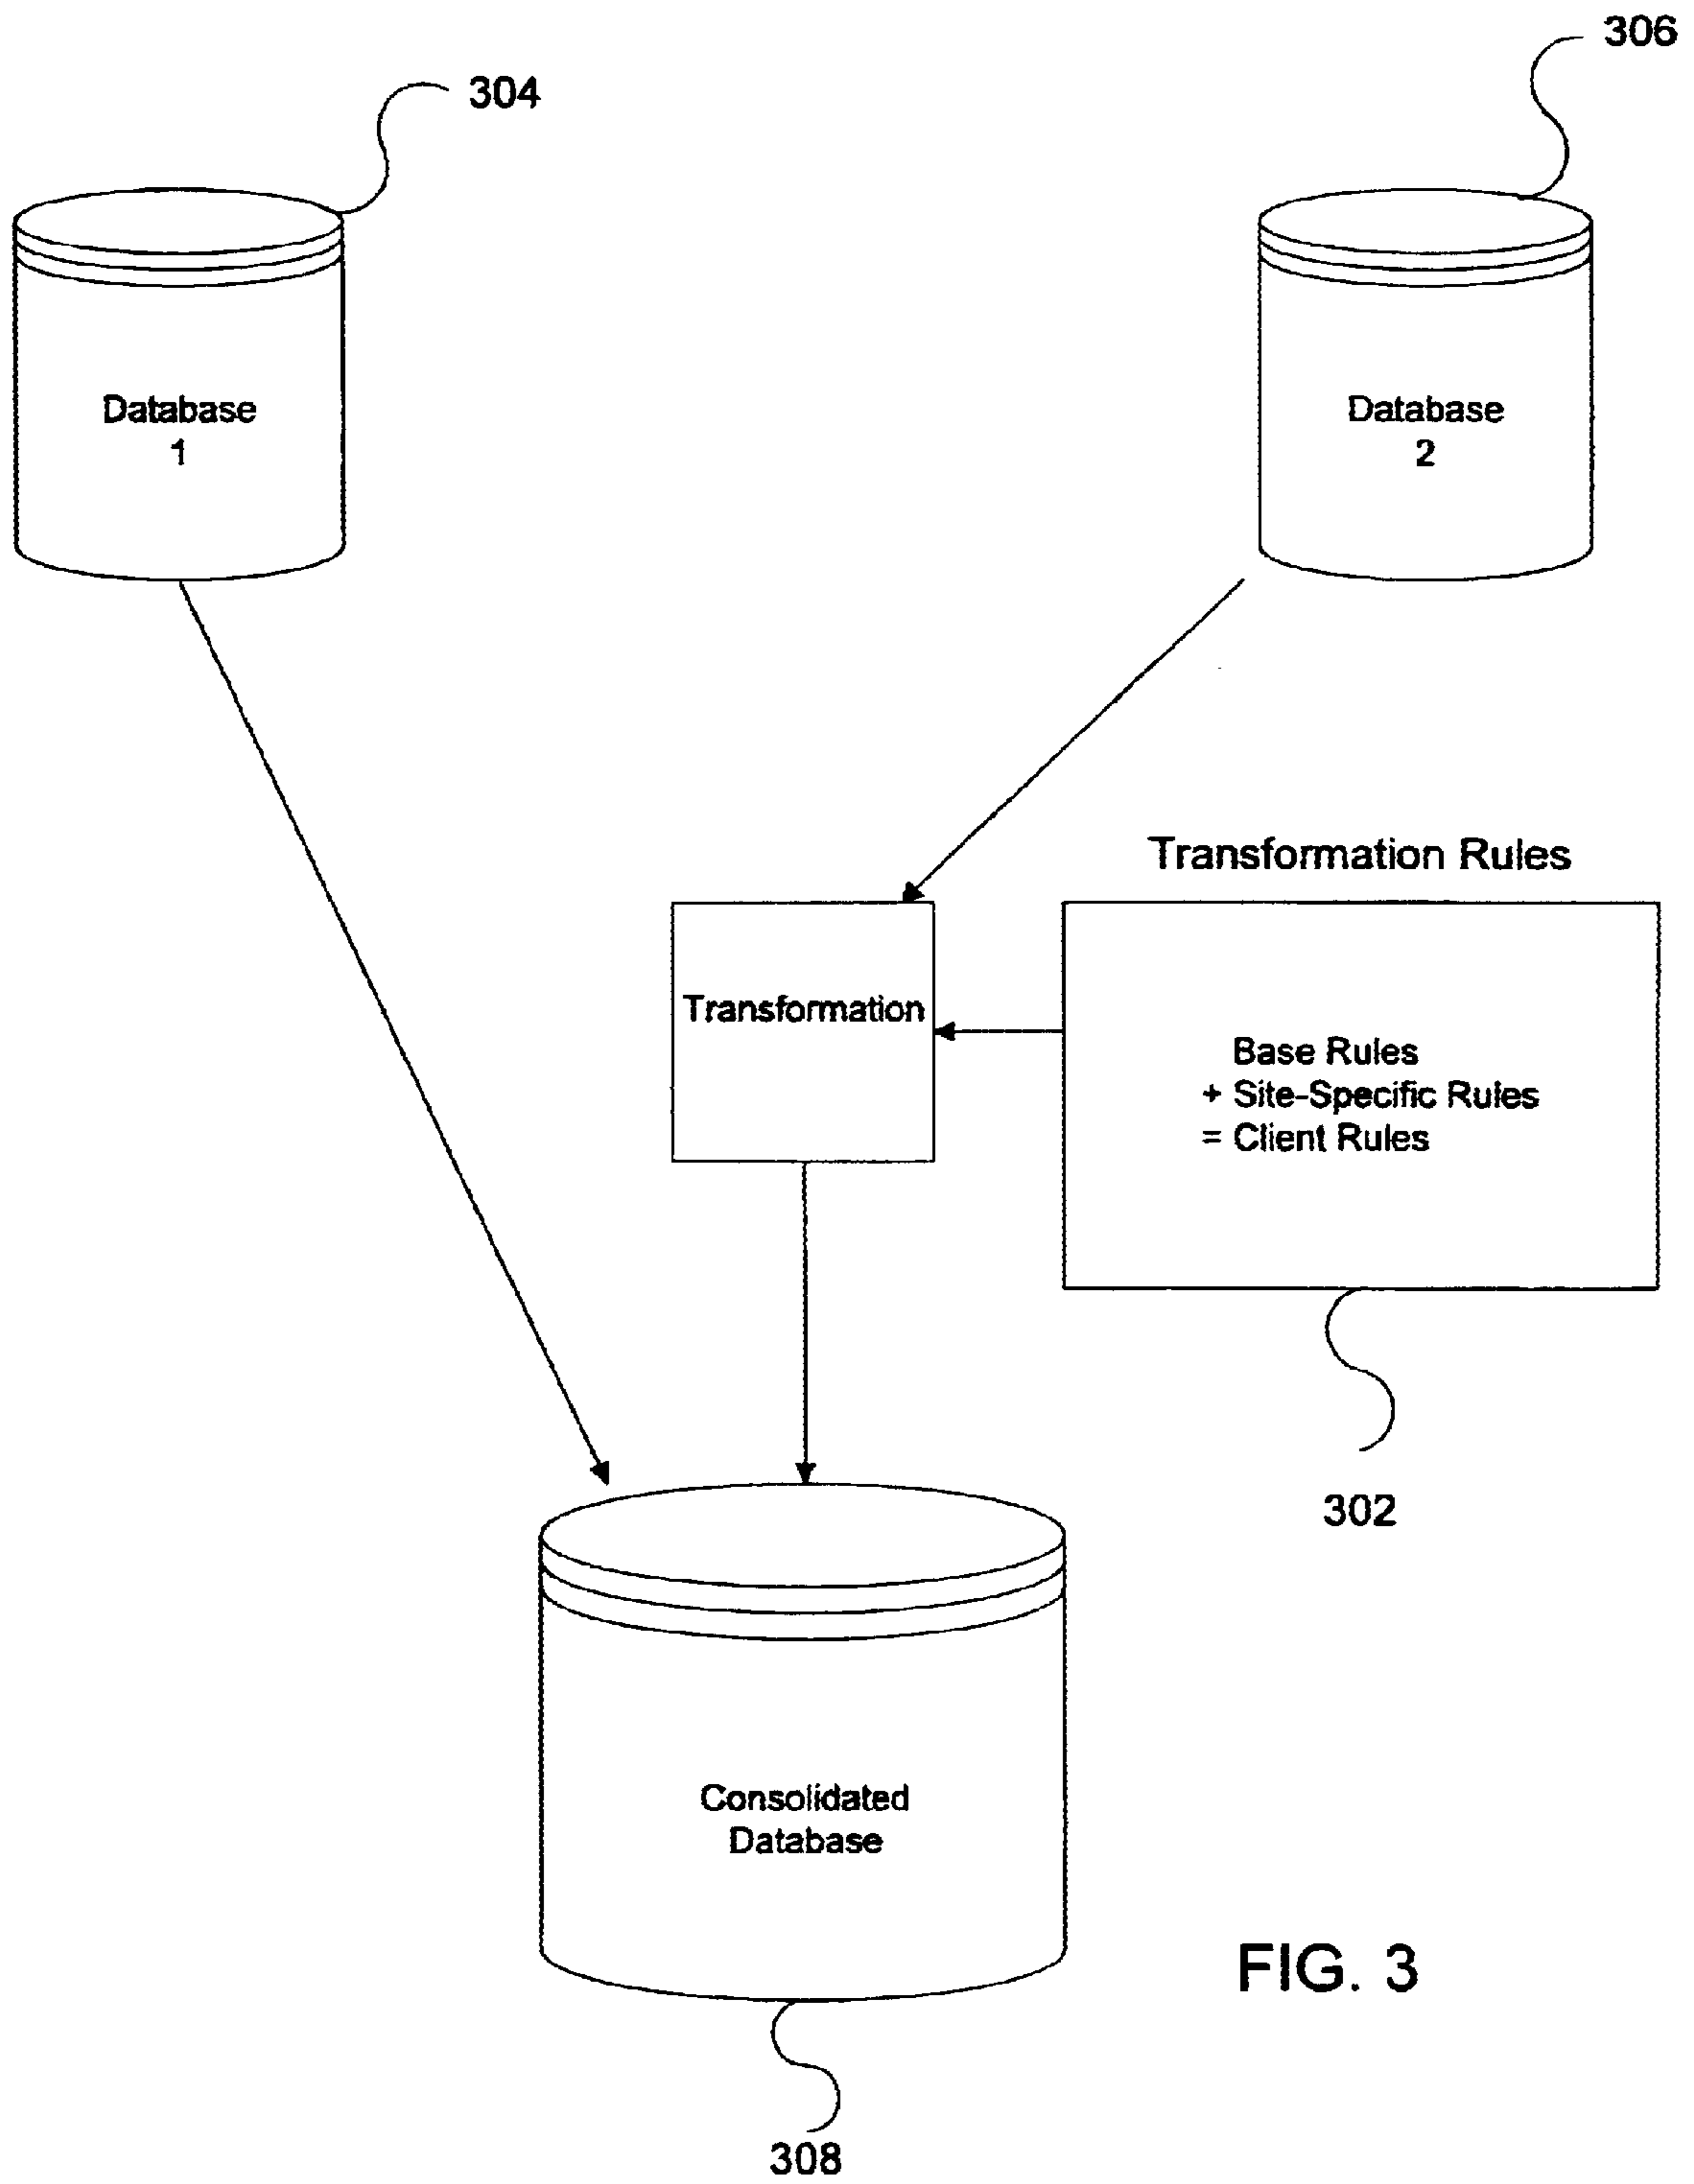 306
304
Database
1
Database
2
Transformation Rules
Transformation
Base Rules
+ Site-Specific Rules
= Client Rules
302
Consolidated
Database
FIG. 3
308